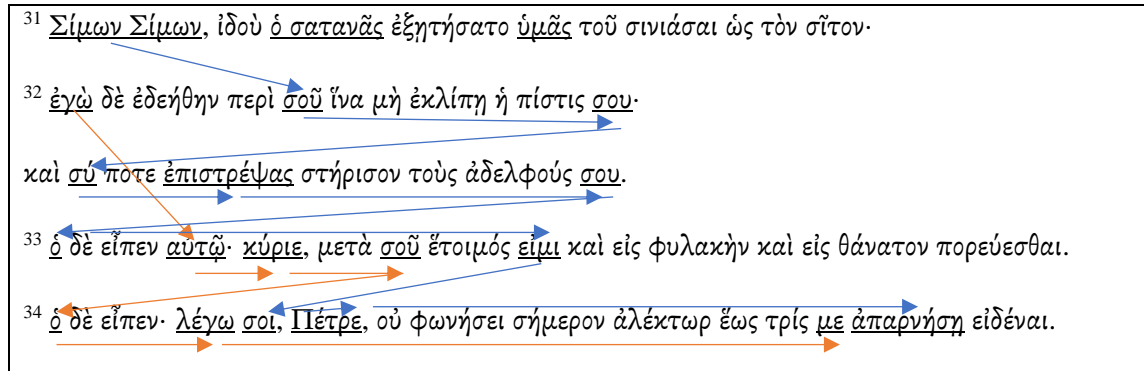 31 Σίμων Σίμων, ἰδοὺ ὁ σατανᾶς ἐξῃτήσατο ὑμᾶς τοῦ σινιάσαι ὡς τὸν σῖτον·
32 ἐγὼ δὲ ἐδεήθην περὶ σοῦ ἵνα μὴ ἐκλίπῃ ἡ πίστις σου·
καὶ σύ ποτε ἐπιστρέψας στήρισον τοὺς ἀδελφούς σου.
33 ὁ δὲ εἶπεν αὐτῷ· κύριε, μετὰ σοῦ ἕτοιμός εἰμι καὶ εἰς φυλακὴν καὶ εἰς θάνατον πορεύεσθαι.
34 ὁ δὲ εἶπεν· λέγω σοι, Πέτρε, οὐ φωνήσει σήμερον ἀλέκτωρ ἕως τρίς με ἀπαρνήσῃ εἰδέναι.